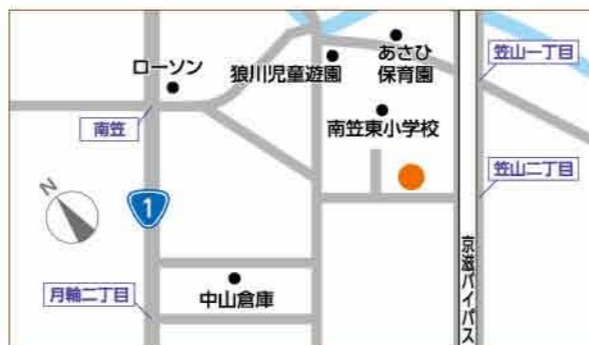 あさひ
保育園
笠山一丁目
ローソン
狼川児童遊園
南笠
南笠東小学校
笠山二丁目
N
1
京滋バイパス
月輪二丁目
中山倉庫